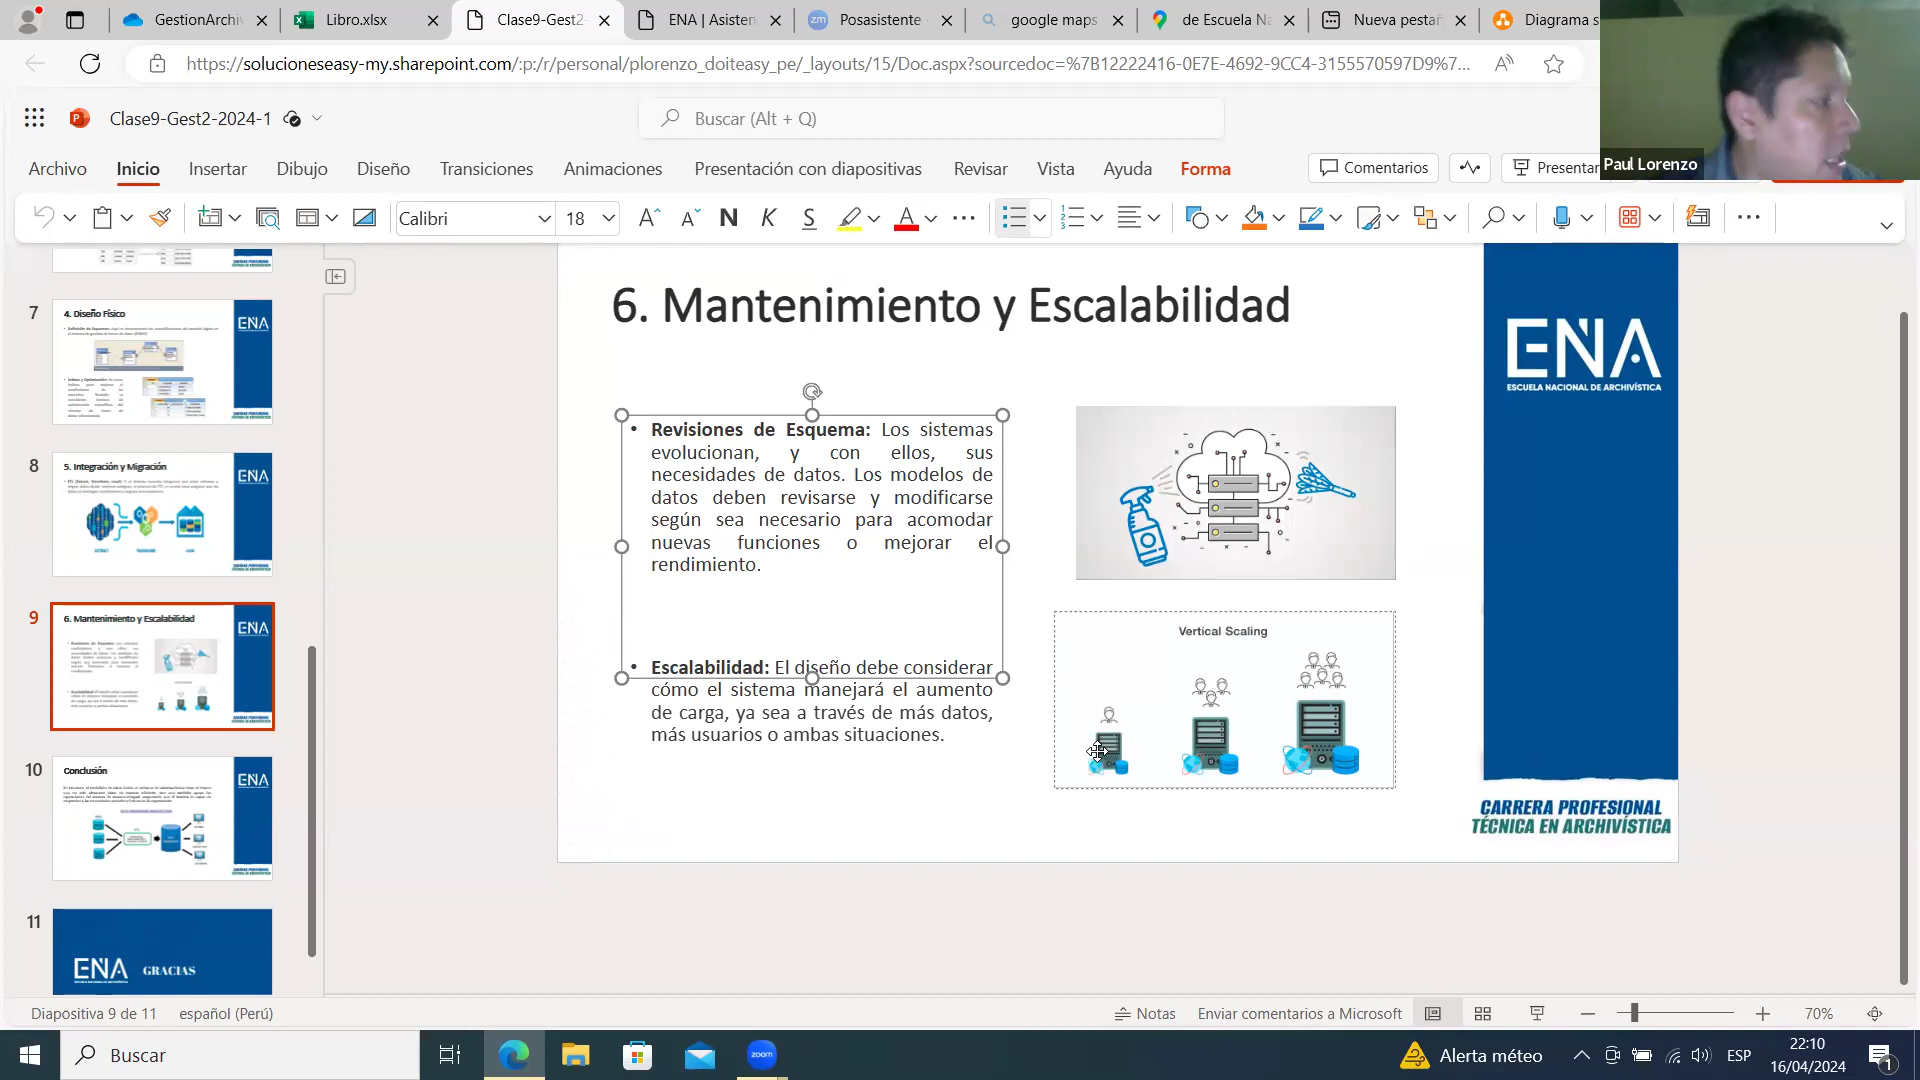 GestionArchi
Libro.xlsx
Clase9-Gest2-
ENA | Asisten
zm
Posasistente
google maps
de Escuela Na
Nueva pestañ
Diagrama s
https://solucioneseasy-my.sharepoint.com/:p:/r/personal/plorenzo_doiteasy_pe/_layouts/15/Doc.aspx?sourcedoc=%7B12222416-0E7E-4692-9CC4-3155570597D9%7...
Clase9-Gest2-2024-1
Buscar (Alt + Q)
Paul Lorenzo
Archivo
Inicio
Insertar
Dibujo
Diseño
Transiciones
Animaciones
Presentación con diapositivas
Revisar
Vista
Ayuda
Forma
Comentarios
Presentar
Calibri
18
N
K
S
7
4. Diseño Físico
ENA
8
5. Integración y Migración
ENA
9
6. Mantenimiento y Escalabilidad
ENA
10
Conclusión
ENA
11
ENA GRACIAS
6. Mantenimiento y Escalabilidad
• Revisiones de Esquema: Los sistemas
evolucionan, y con ellos, sus
necesidades de datos. Los modelos de
datos deben revisarse y modificarse
según sea necesario para acomodar
nuevas funciones o mejorar el
rendimiento.
• Escalabilidad: El diseño debe considerar
cómo el sistema manejará el aumento
de carga, ya sea a través de más datos,
más usuarios o ambas situaciones.
Vertical Scaling
ENA
ESCUELA NACIONAL DE ARCHIVÍSTICA
CARRERA PROFESIONAL
TÉCNICA EN ARCHIVÍSTICA
Diapositiva 9 de 11
español (Perú)
Notas
Enviar comentarios a Microsoft
70%
Buscar
zoom
Alerta méteo
ESP
22:10
16/04/2024
1